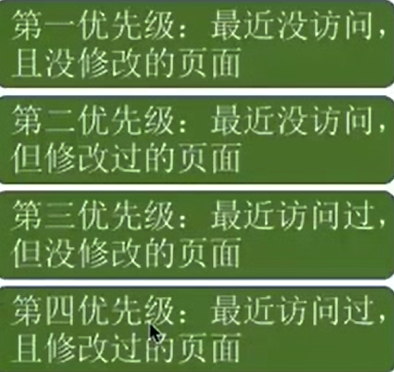 第一优先级：最近没访问，
且没修改的页面
第二优先级：最近没访问，
但修改过的页面
第三优先级：最近访问过，
但没修改的页面
第四优先级：最近访问过，
且修改过的页面